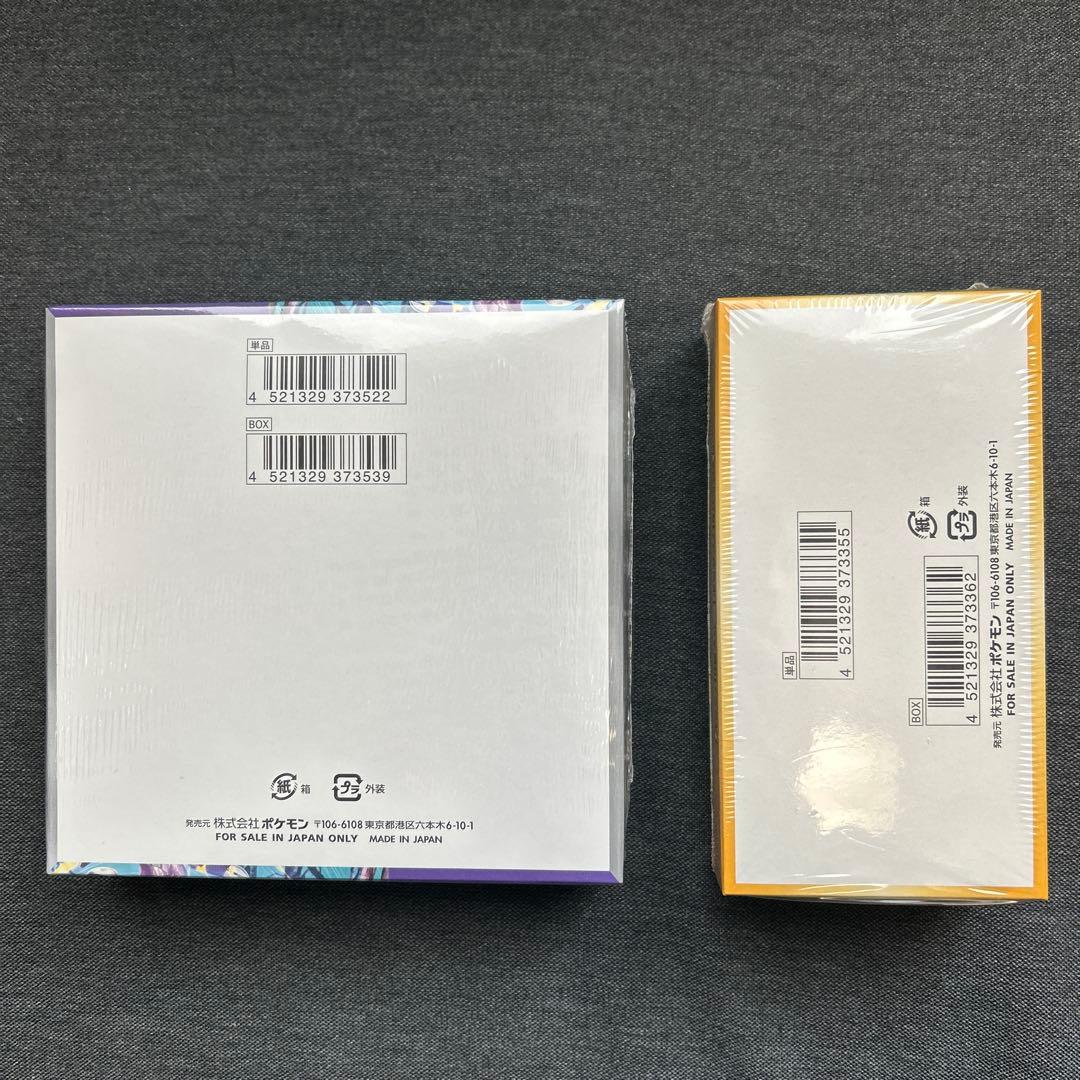 単品
4 521329 373522
BOX
4 521329 373539
紙 箱 プラ 外装
発売元 株式会社 ポケモン 〒106-6108 東京都港区六本木6-10-1
FOR SALE IN JAPAN ONLY MADE IN JAPAN
単品
4 521329 373355
BOX
4 521329 373362
紙 箱
プラ 外装
発売元 株式会社 ポケモン 〒106-6108 東京都港区六本木6-10-1
FOR SALE IN JAPAN ONLY MADE IN JAPAN